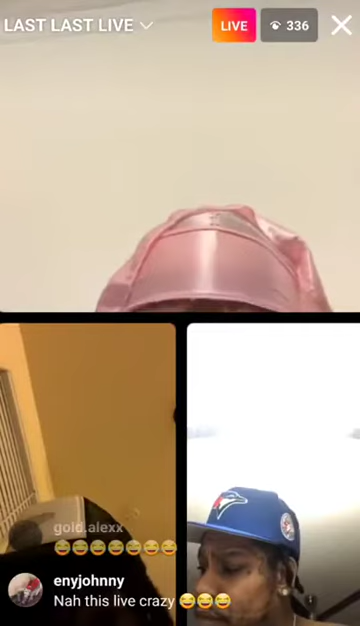 LAST LAST LIVE
LIVE
336
gold.alexx
😂😂😂😂😂😂😂
enyjohnny
Nah this live crazy 😂😂😂